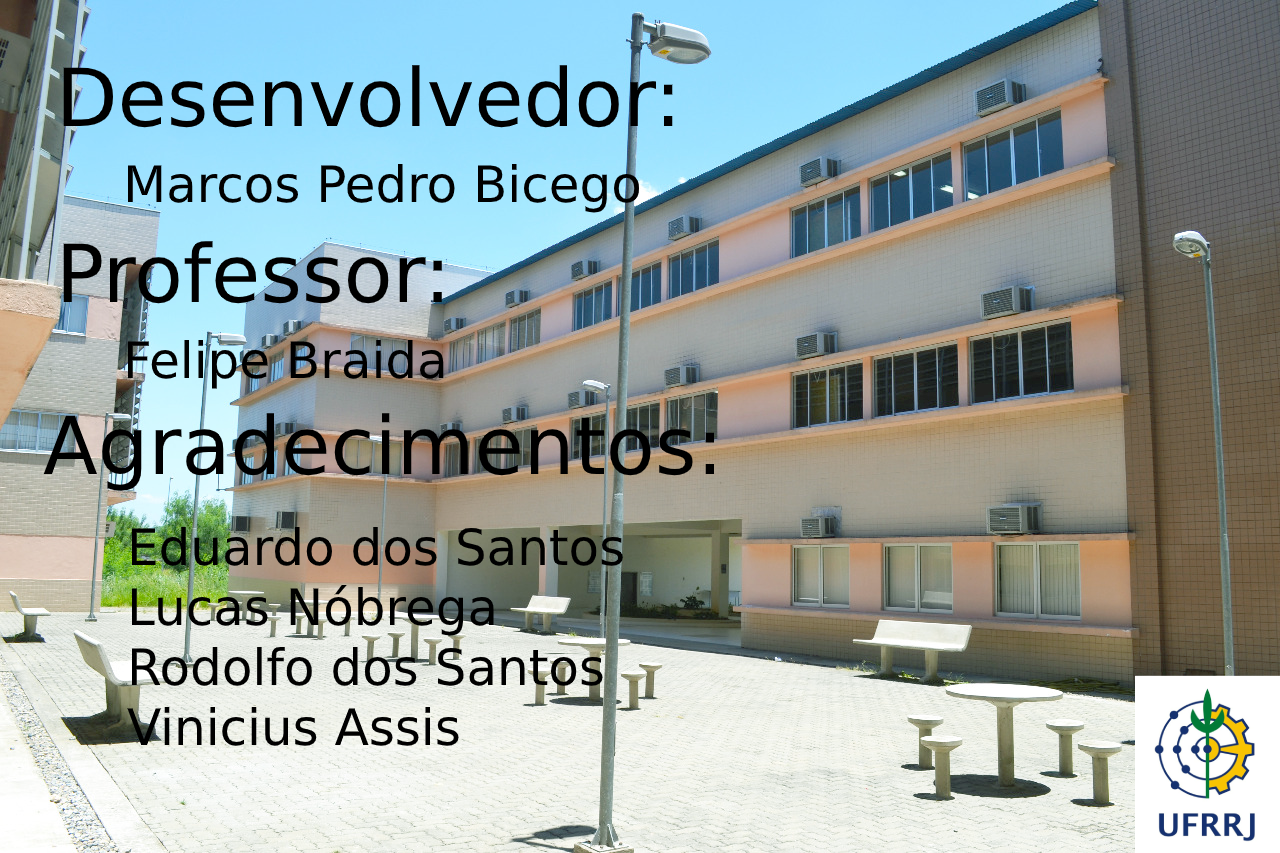 Desenvolvedor:
Marcos Pedro Bicego
Professor:
Felipe Braida
Agradecimentos:
Eduardo dos Santos
Lucas Nóbrega
Rodolfo dos Santos
Vinicius Assis
UFRRJ